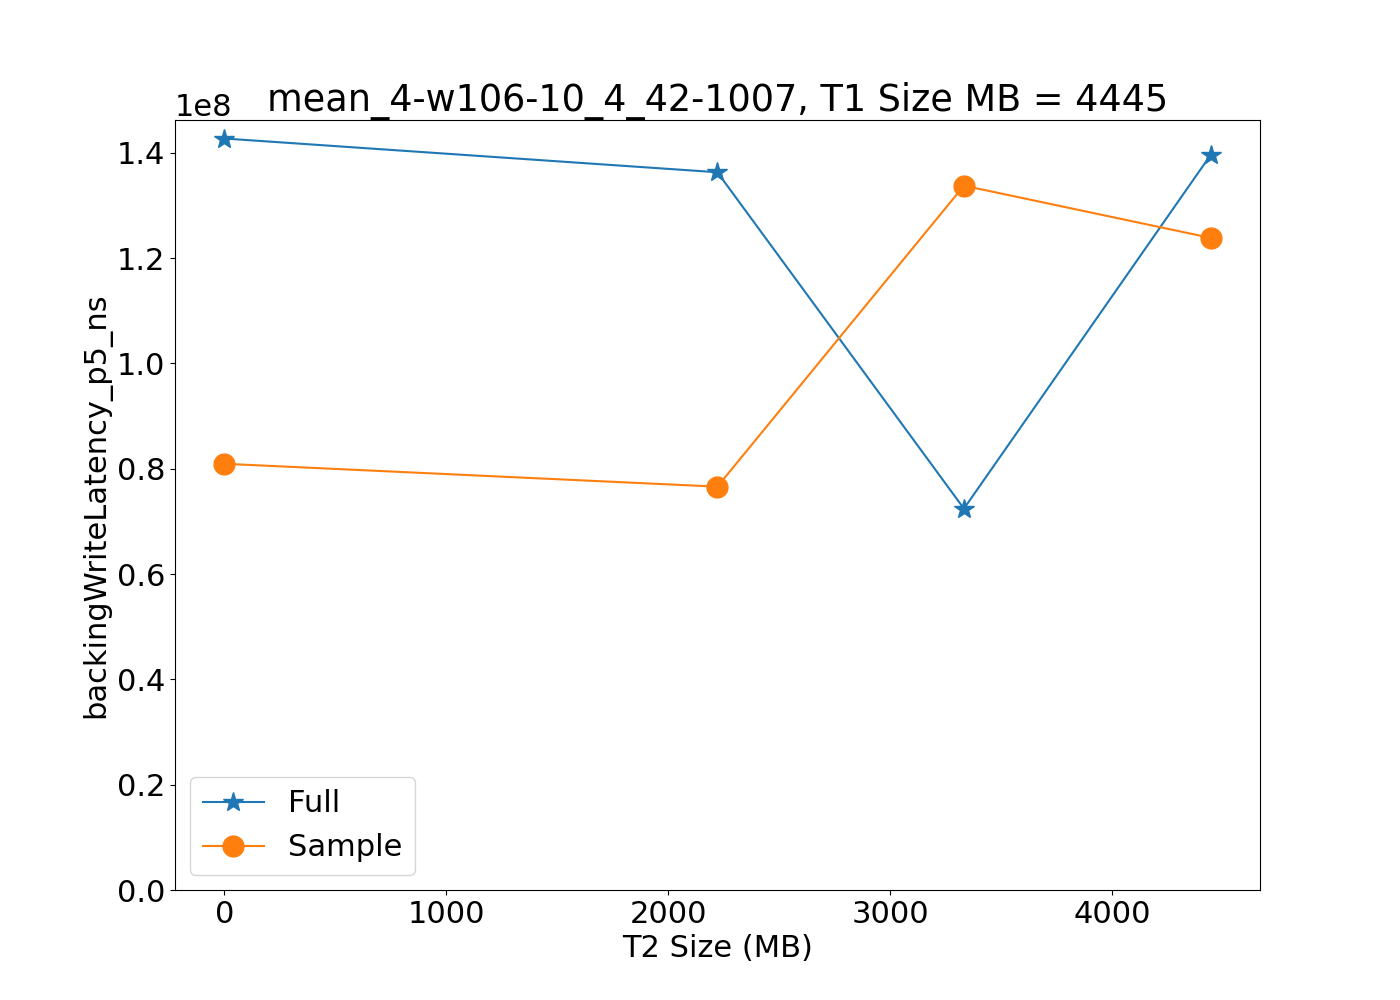 mean_4-w106-10_4_42-1007, T1 Size MB = 4445
1e8
1.4
1.2
1.0
0.8
0.6
0.4
0.2
0.0
backingWriteLatency_p5_ns
Full
Sample
0 1000 2000 3000 4000
T2 Size (MB)